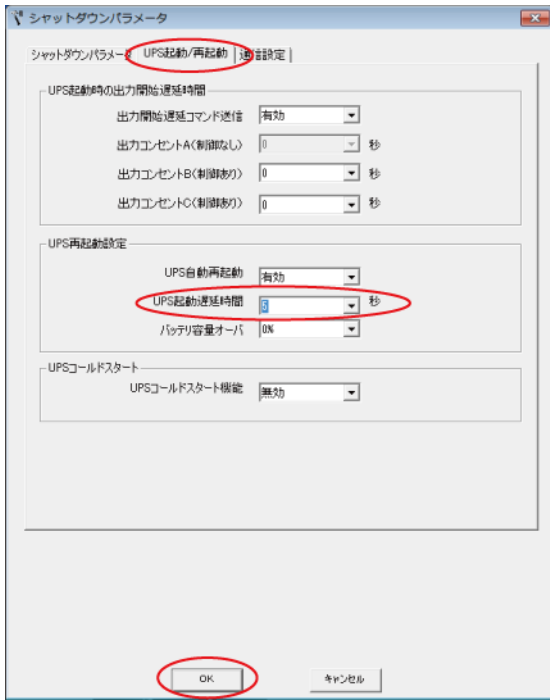 シャットダウンパラメータ
シャットダウンパラメータ UPS起動/再起動 通信設定
UPS起動時の出力開始遅延時間
出力開始遅延コマンド送信 有効
出力コンセントA(制御なし) 0 秒
出力コンセントB(制御あり) 0 秒
出力コンセントC(制御あり) 0 秒
UPS再起動設定
UPS自動再起動 有効
UPS起動遅延時間 5 秒
バッテリ容量オーバ 0%
UPSコールドスタート
UPSコールドスタート機能 無効
OK キャンセル